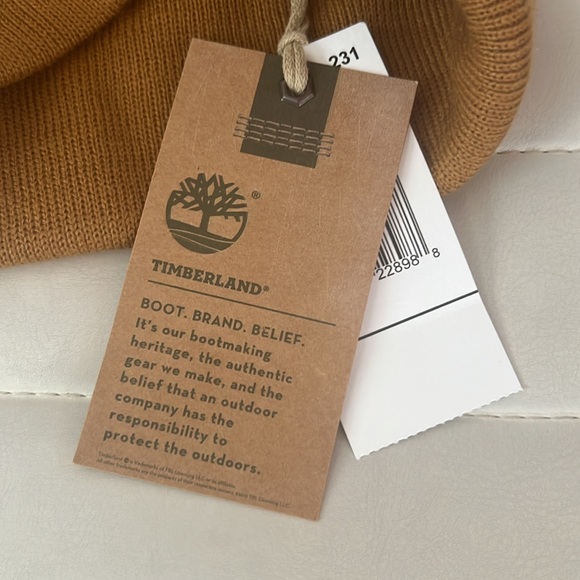 231
®
TIMBERLAND®
BOOT. BRAND. BELIEF.
It's our bootmaking
heritage, the authentic
gear we make, and the
belief that an outdoor
company has the
responsibility to
protect the outdoors.
22898 8